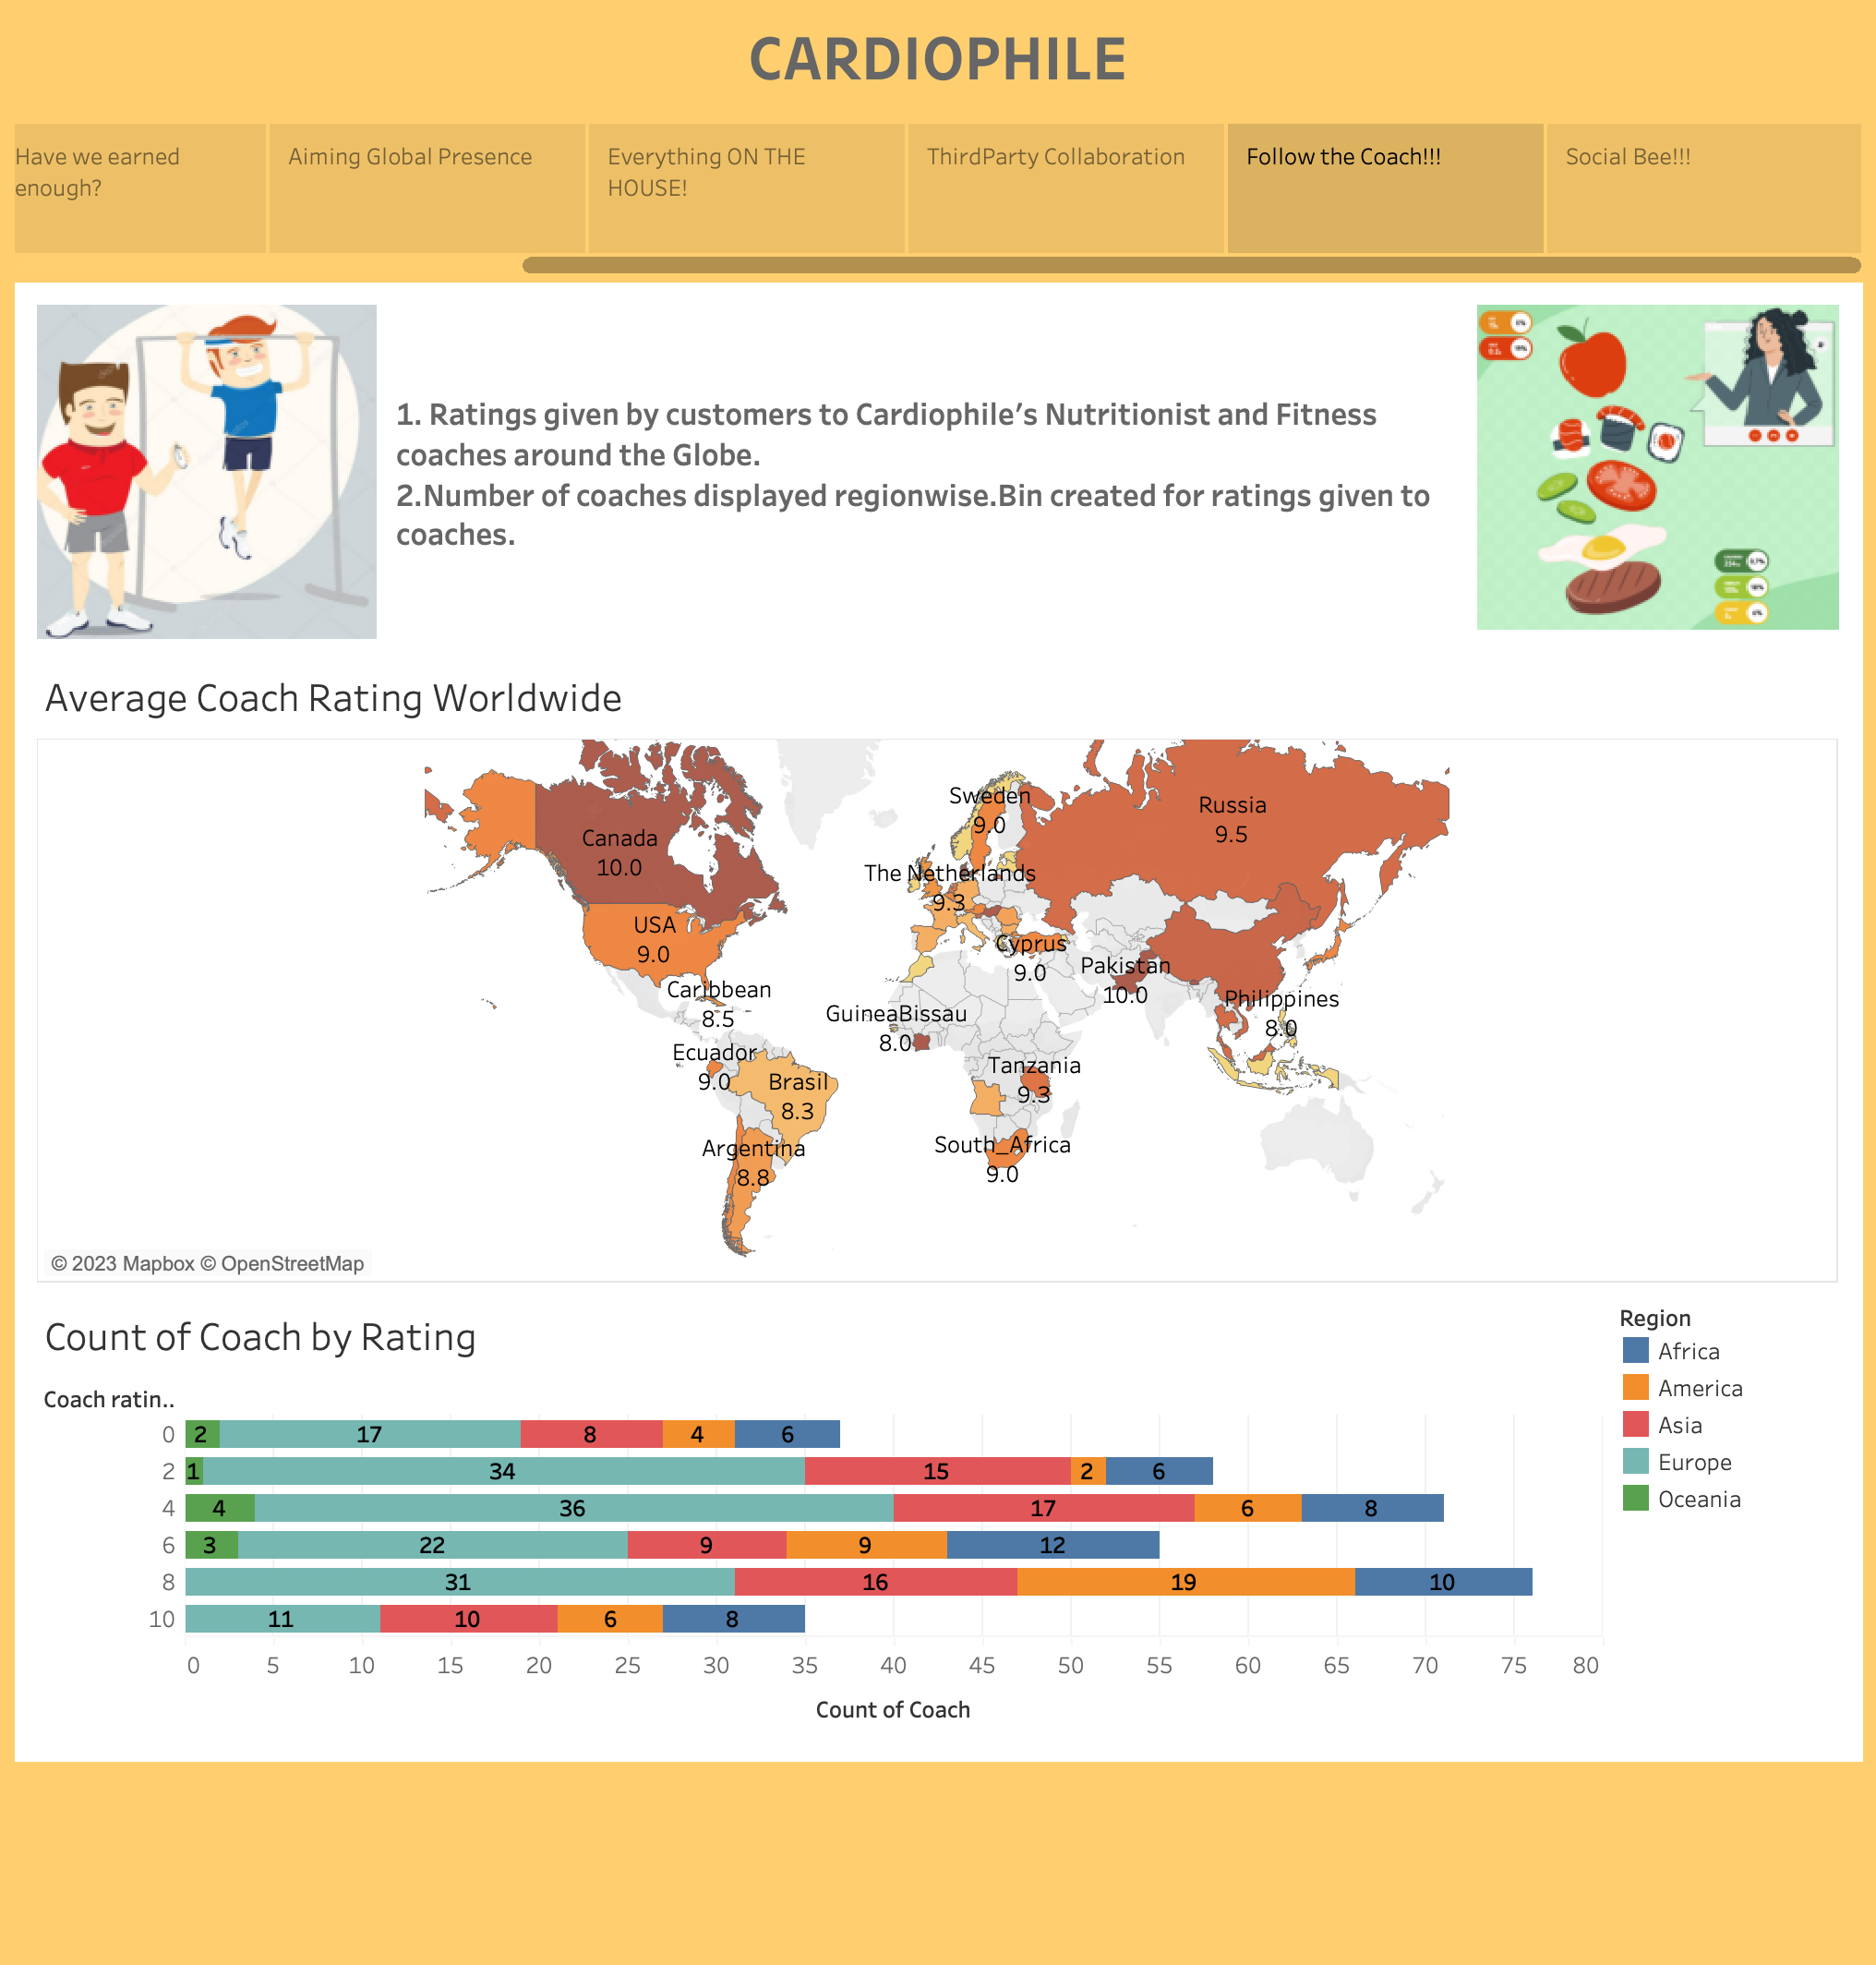 CARDIOPHILE
Have we earned
enough?
Aiming Global Presence
Everything ON THE
HOUSE!
ThirdParty Collaboration
Follow the Coach!!!
Social Bee!!!
1. Ratings given by customers to Cardiophile's Nutritionist and Fitness
coaches around the Globe.
2.Number of coaches displayed regionwise.Bin created for ratings given to
coaches.
Average Coach Rating Worldwide
Sweden
9.0
Russia
9.5
Canada
10.0
The Netherlands
9.3
USA
9.0
Cyprus
9.0
Pakistan
10.0
Caribbean
8.5
Philippines
8.0
GuineaBissau
8.0
Ecuador
9.0
Brasil
8.3
Tanzania
9.3
Argentina
8.8
South_Africa
9.0
© 2023 Mapbox © OpenStreetMap
Count of Coach by Rating
Region
Africa
America
Asia
Europe
Oceania
Coach ratin..
0 2 17 8 4 6
2 1 34 15 2 6
4 4 36 17 6 8
6 3 22 9 9 12
8 31 16 19 10
10 11 10 6 8
0 5 10 15 20 25 30 35 40 45 50 55 60 65 70 75 80
Count of Coach